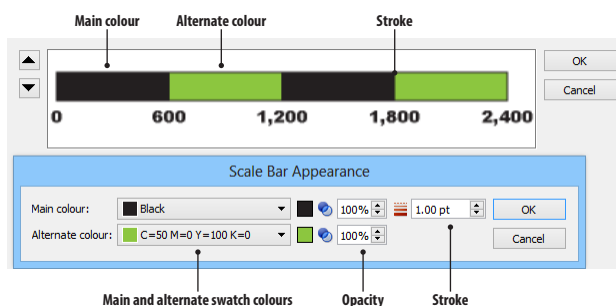 Main colour Alternate colour Stroke
OK
Cancel
0 600 1,200 1,800 2,400
Scale Bar Appearance
Main colour: Black 100% 1.00 pt OK
Alternate colour: C=50 M=0 Y=100 K=0 100% Cancel
Main and alternate swatch colours Opacity Stroke